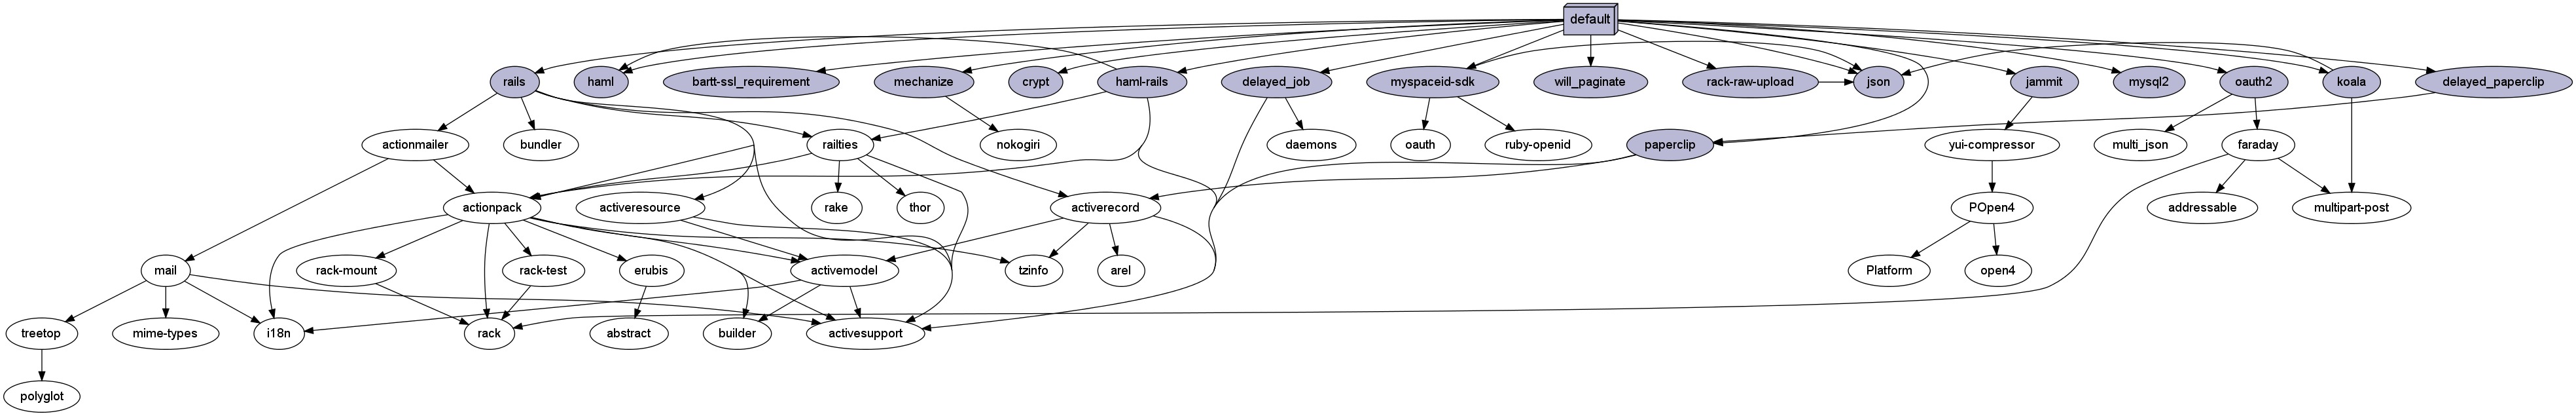 default
rails
haml
bartt-ssl_requirement
mechanize
crypt
haml-rails
delayed_job
myspaceid-sdk
will_paginate
rack-raw-upload
json
jammit
mysql2
oauth2
koala
delayed_paperclip
actionmailer
bundler
railties
nokogiri
daemons
oauth
ruby-openid
paperclip
yui-compressor
multi_json
faraday
actionpack
activeresource
rake
thor
activerecord
POpen4
addressable
multipart-post
mail
rack-mount
rack-test
erubis
activemodel
tzinfo
arel
Platform
open4
treetop
mime-types
i18n
rack
abstract
builder
activesupport
polyglot